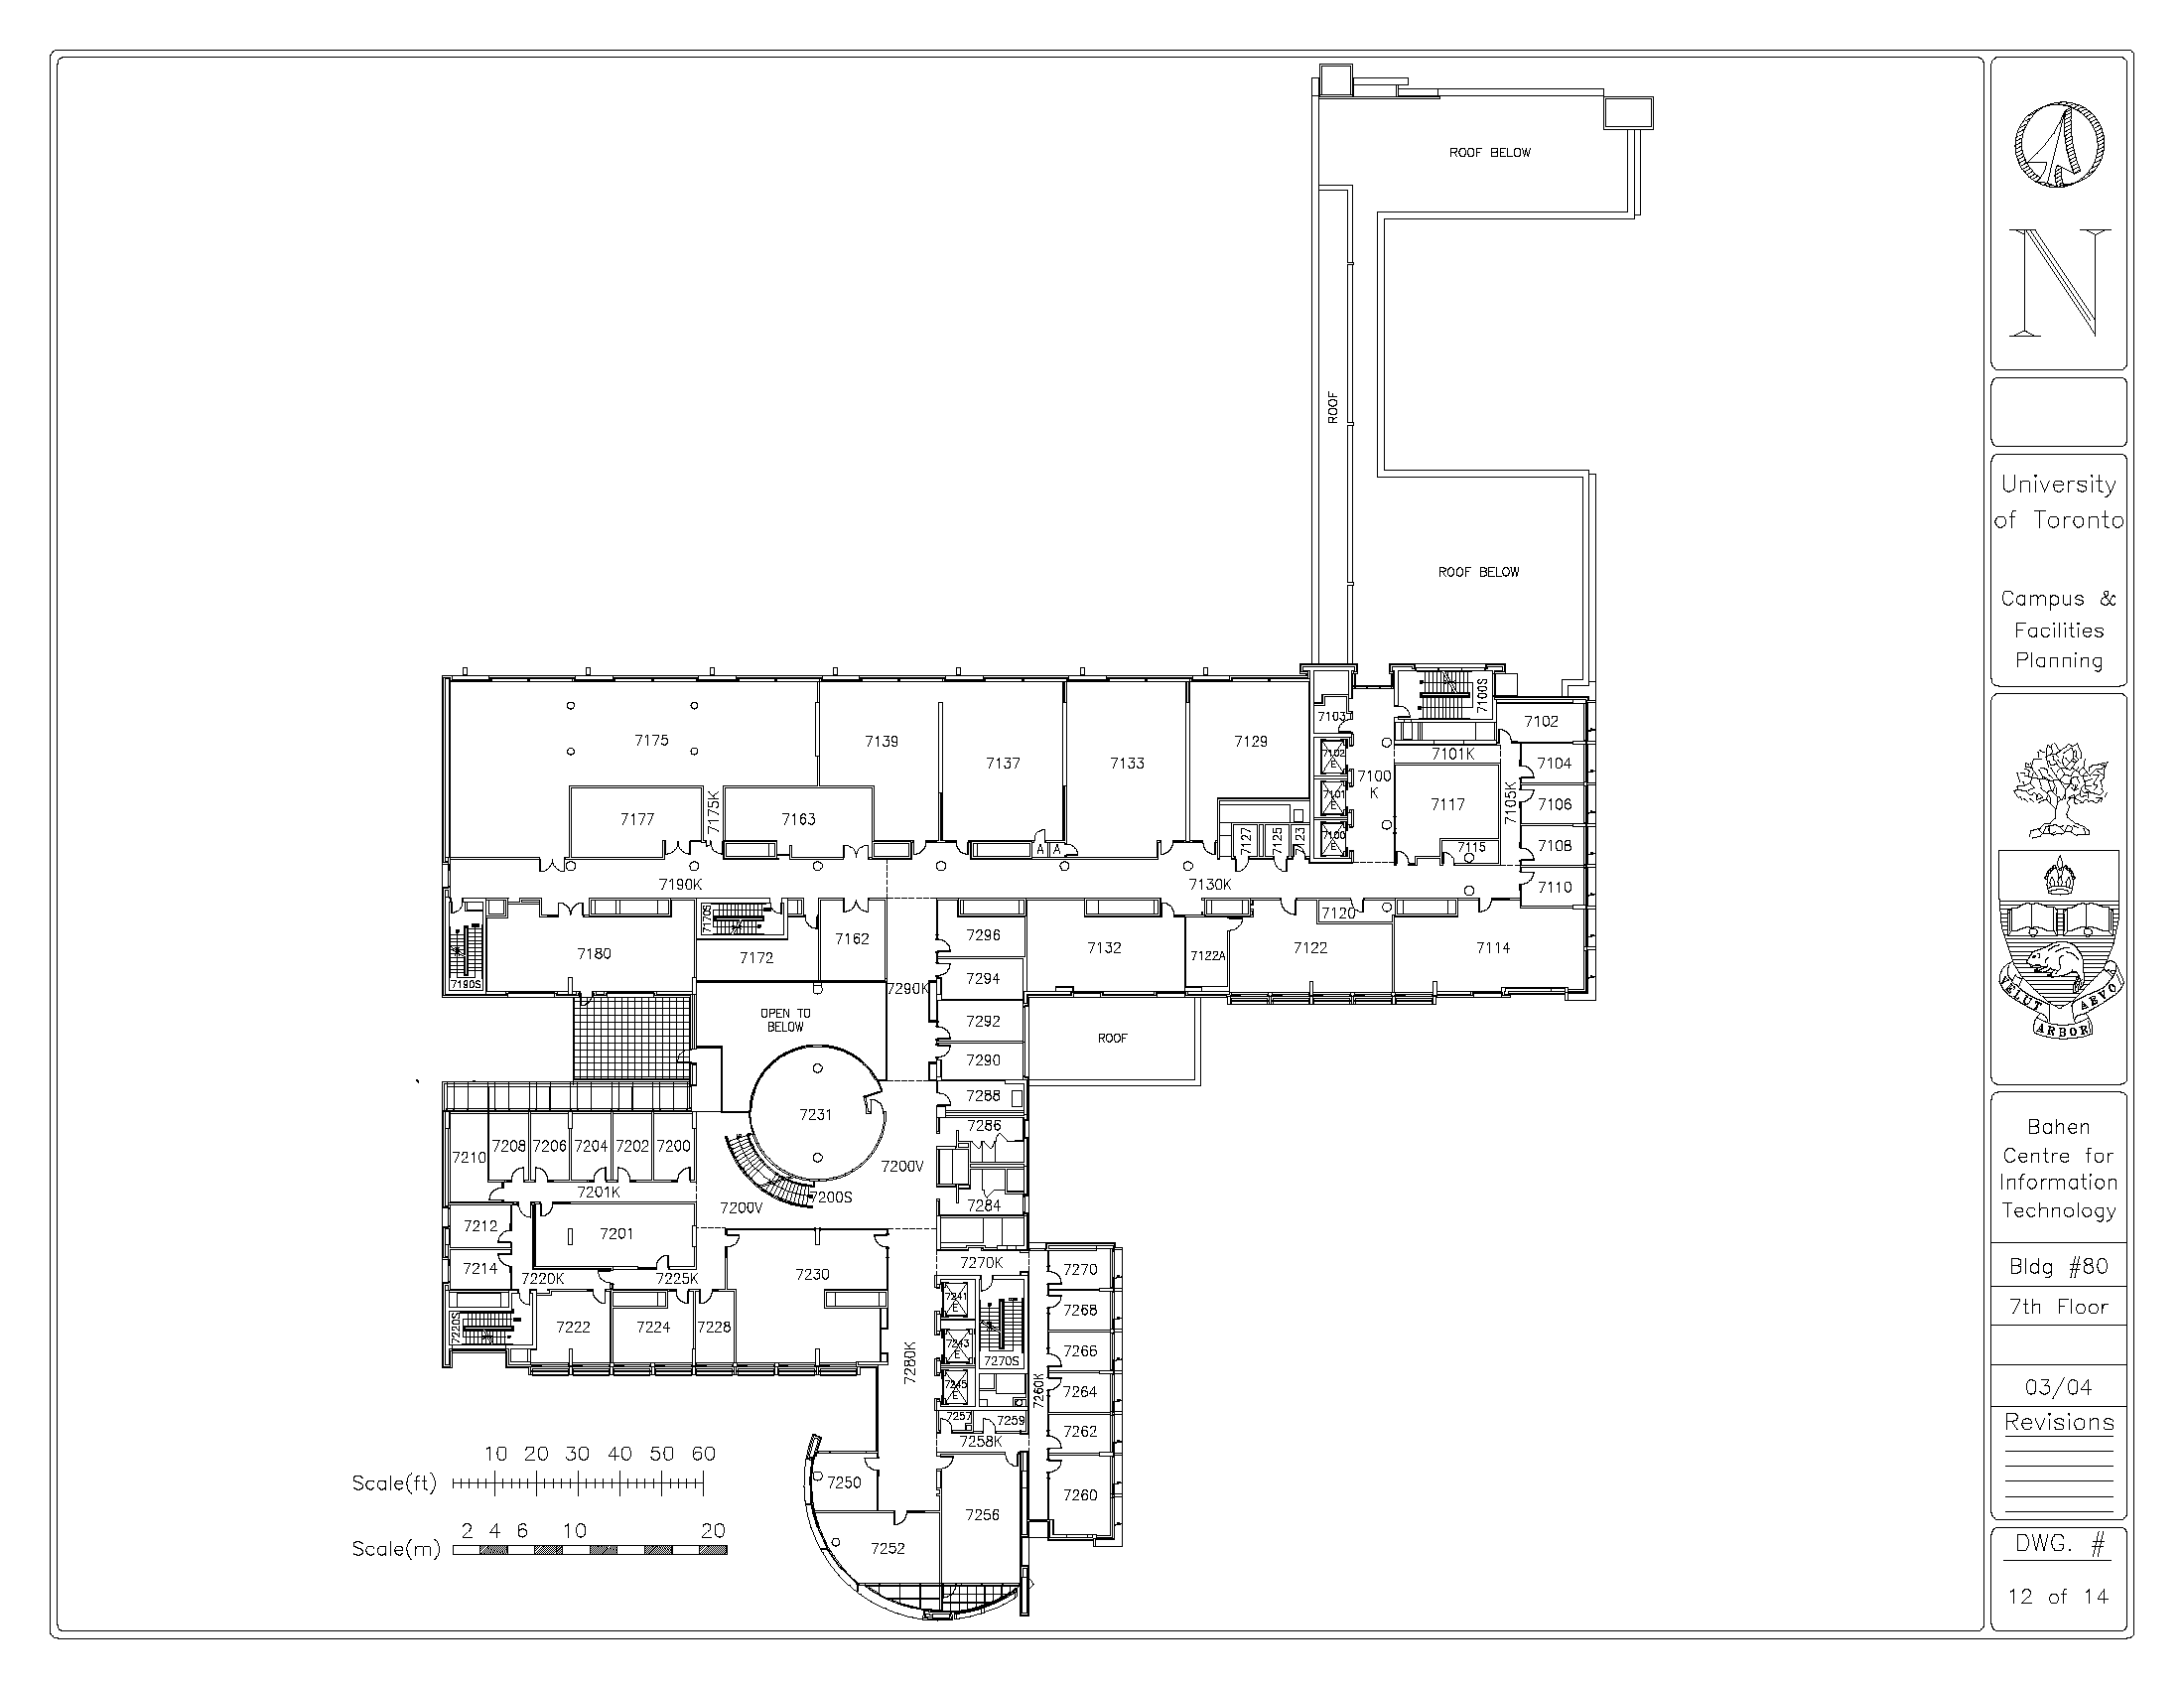 ROOF BELOW
ROOF
ROOF BELOW
7100S
7103
7102
7175
7139
7129
7102
E
7101K
7104
7137
7133
7100
K
7101
E
7105K
7106
7117
7177
7175K
7163
7127
7125
7123
7100
E
7115
7108
A
A
7190K
7130K
7110
7170S
7120
7162
7296
7132
7122
7114
7180
7172
7122A
7190S
7294
7290K
OPEN TO
BELOW
7292
ROOF
7290
7288
7231
7286
7210
7208
7206
7204
7202
7200
7200V
7201K
7200S
7200V
7284
7212
7201
7214
7220K
7225K
7230
7270K
7270
7241
E
7268
7220S
7222
7224
7228
7243
E
7270S
7266
7280K
7245
E
7260K
7264
7257
7259
7262
7258K
7250
7260
7256
7252
10 20 30 40 50 60
Scale(ft)
2 4 6 10 20
Scale(m)
N
University
of Toronto
Campus &
Facilities
Planning
VELUT ARBOR AEVO
Bahen
Centre for
Information
Technology
Bldg #80
7th Floor
03/04
Revisions
DWG. #
12 of 14